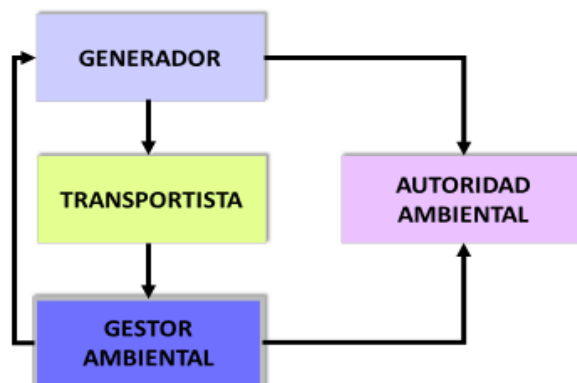 GENERADOR
TRANSPORTISTA
AUTORIDAD
AMBIENTAL
GESTOR
AMBIENTAL